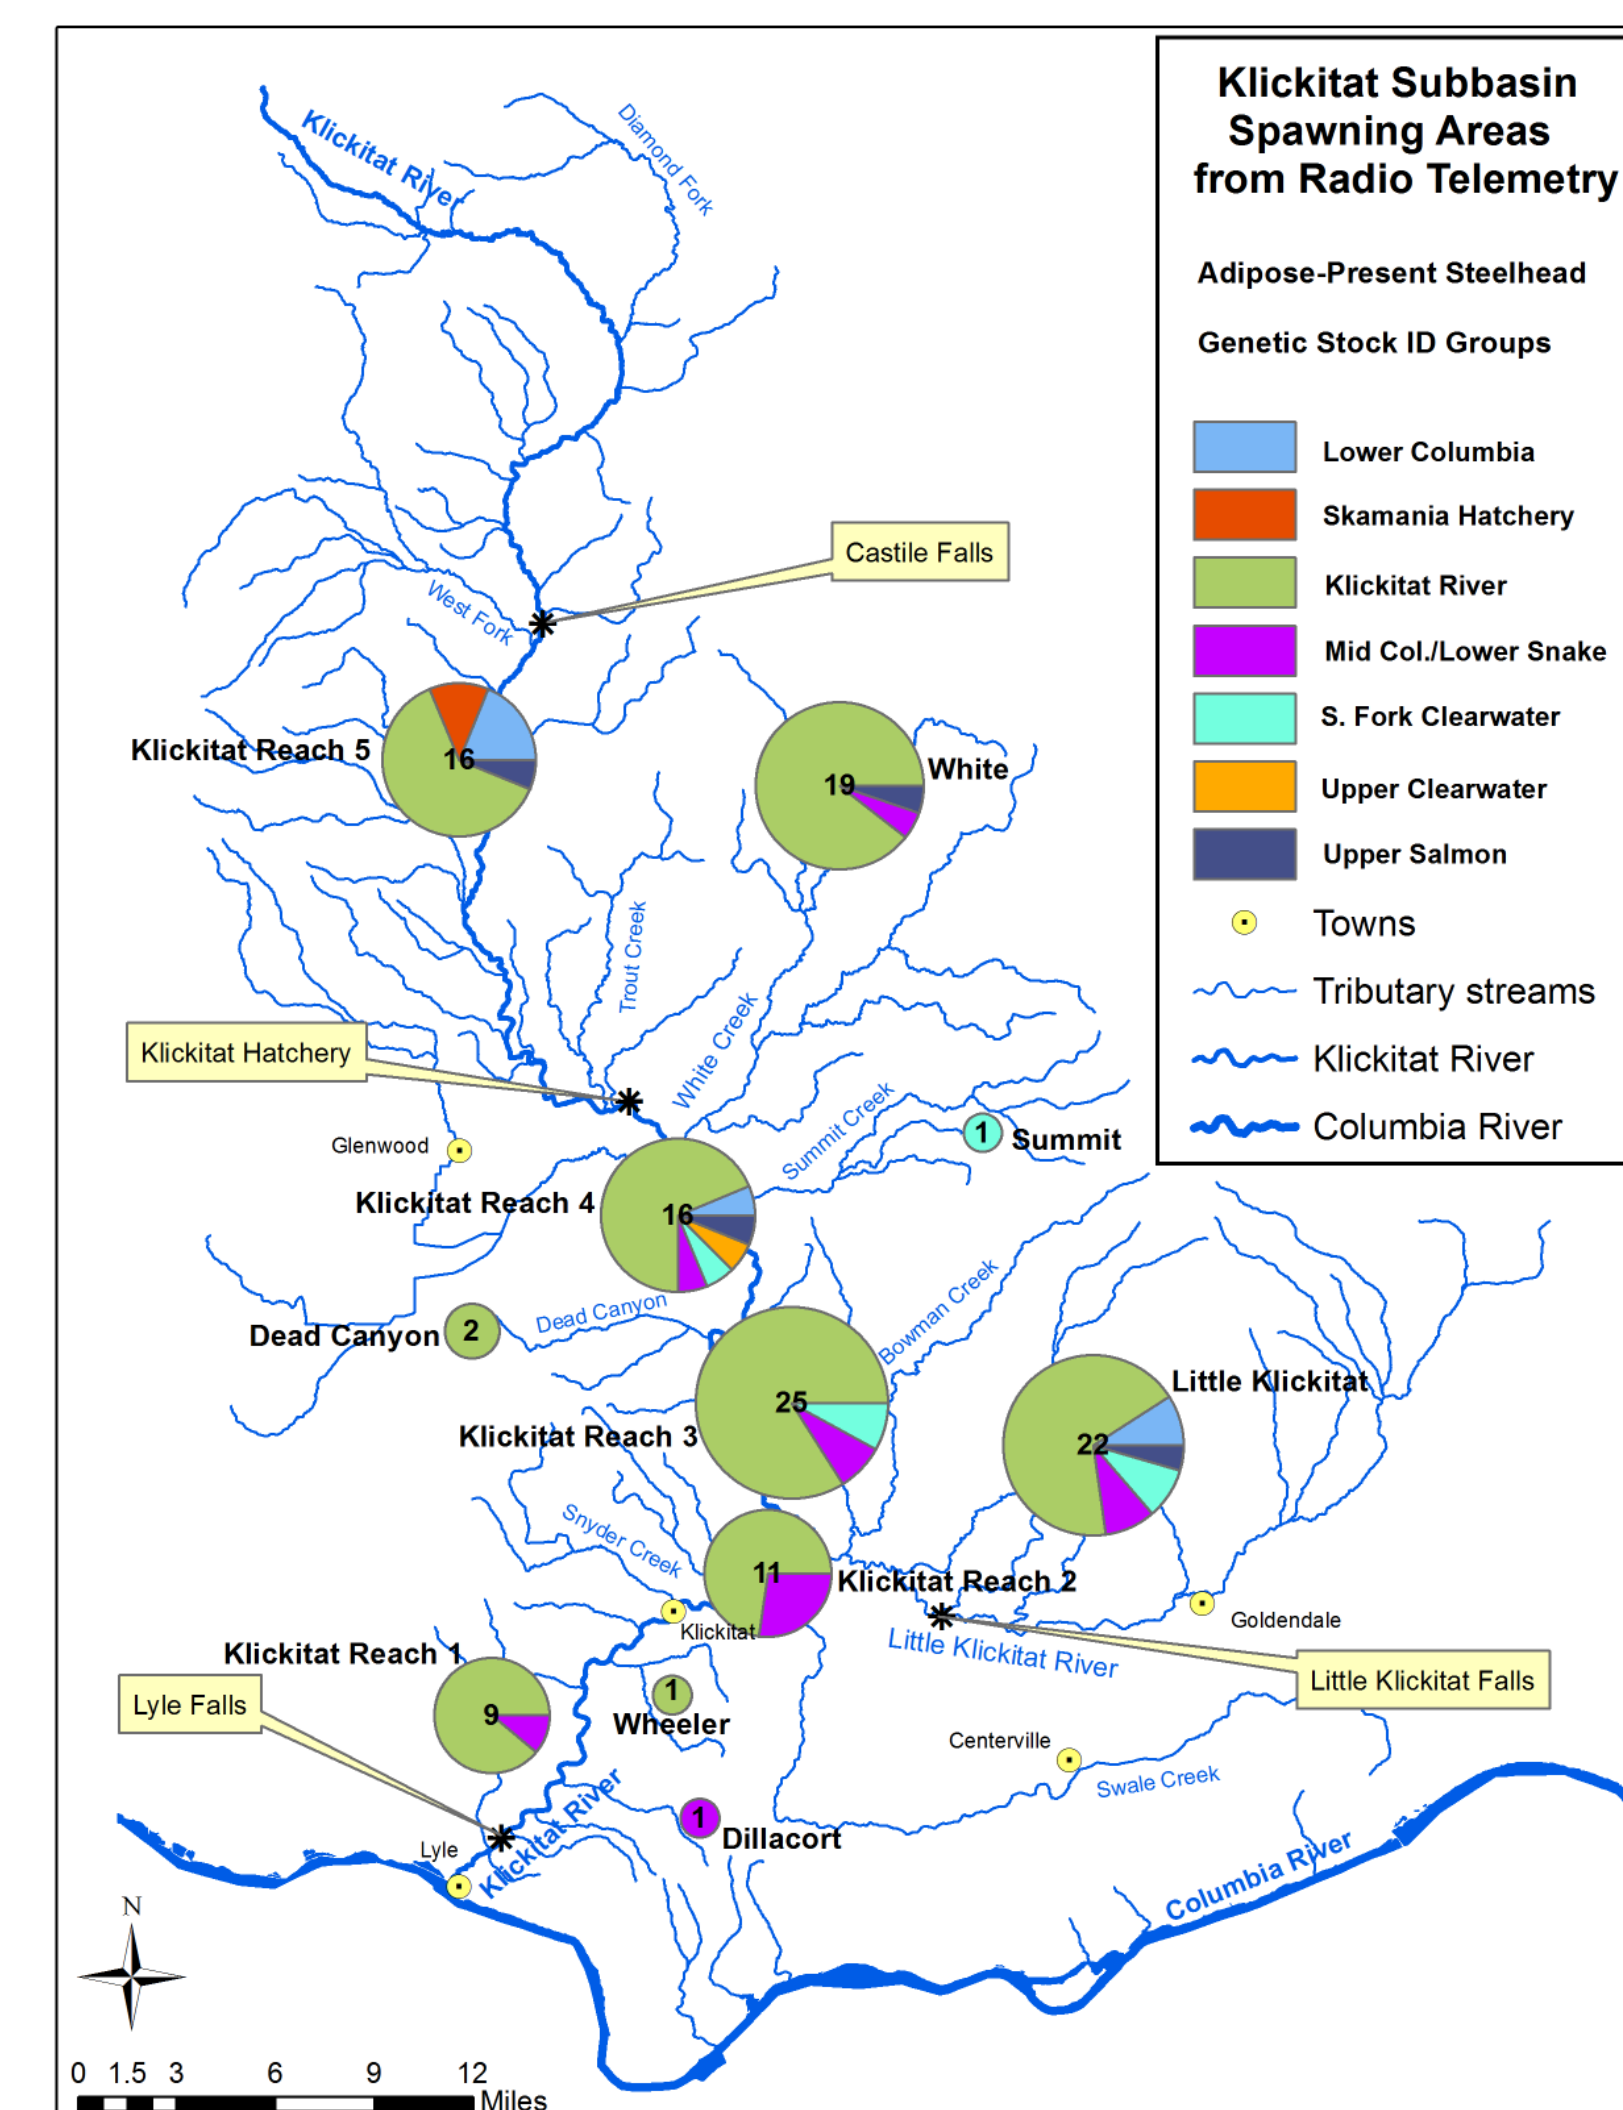 Klickitat Subbasin
Spawning Areas
from Radio Telemetry
Adipose-Present Steelhead
Genetic Stock ID Groups
Lower Columbia
Skamania Hatchery
Klickitat River
Mid Col./Lower Snake
S. Fork Clearwater
Upper Clearwater
Upper Salmon
Towns
Tributary streams
Klickitat River
Columbia River
Klickitat River
Diamond Fork
Castile Falls
West Fork
Klickitat Reach 5
16
19
White
Trout Creek
White Creek
Klickitat Hatchery
Glenwood
Summit Creek
1
Summit
Klickitat Reach 4
16
Dead Canyon
2
Dead Canyon
Bowman Creek
25
Klickitat Reach 3
Little Klickitat
22
Snyder Creek
11
Klickitat Reach 2
Klickitat
Goldendale
Little Klickitat River
Little Klickitat Falls
Klickitat Reach 1
9
Lyle Falls
1
Wheeler
Centerville
Swale Creek
1
Dillacort
Klickitat River
Lyle
Columbia River
N
0 1.5 3 6 9 12
Miles